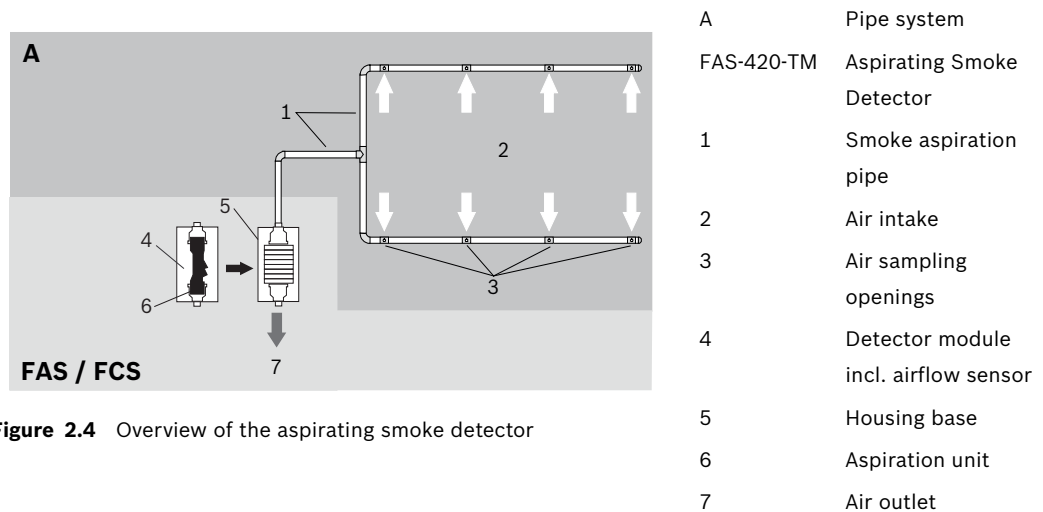 A
1
2
5
4
6
3
7
FAS / FCS
igure 2.4 Overview of the aspirating smoke detector
A Pipe system
FAS-420-TM Aspirating Smoke
Detector
1 Smoke aspiration
pipe
2 Air intake
3 Air sampling
openings
4 Detector module
incl. airflow sensor
5 Housing base
6 Aspiration unit
7 Air outlet